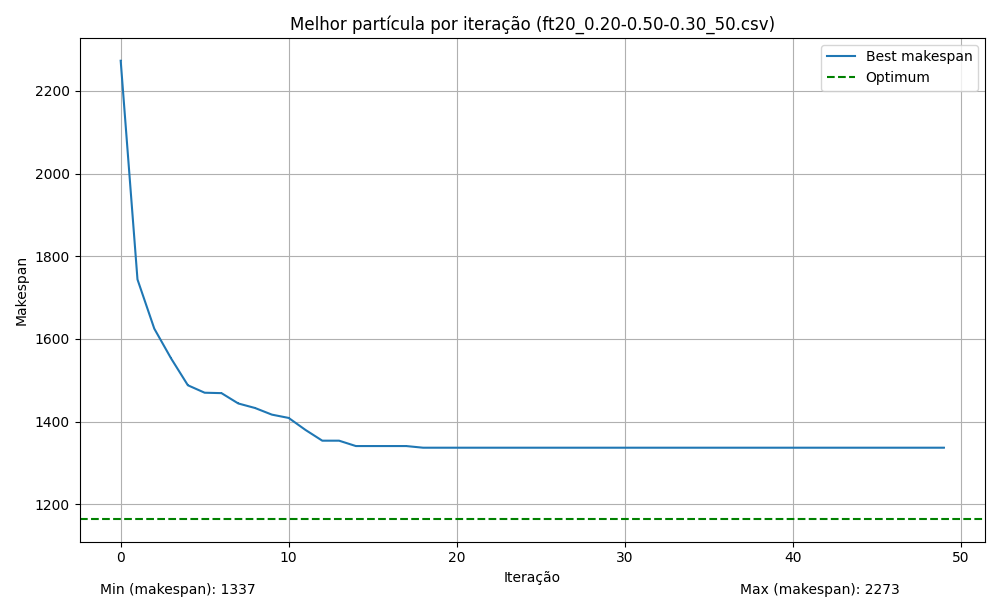 Melhor partícula por iteração (ft20_0.20-0.50-0.30_50.csv)
Best makespan
Optimum
Makespan
2200
2000
1800
1600
1400
1200
0 10 20 30 40 50
Iteração
Min (makespan): 1337 Max (makespan): 2273